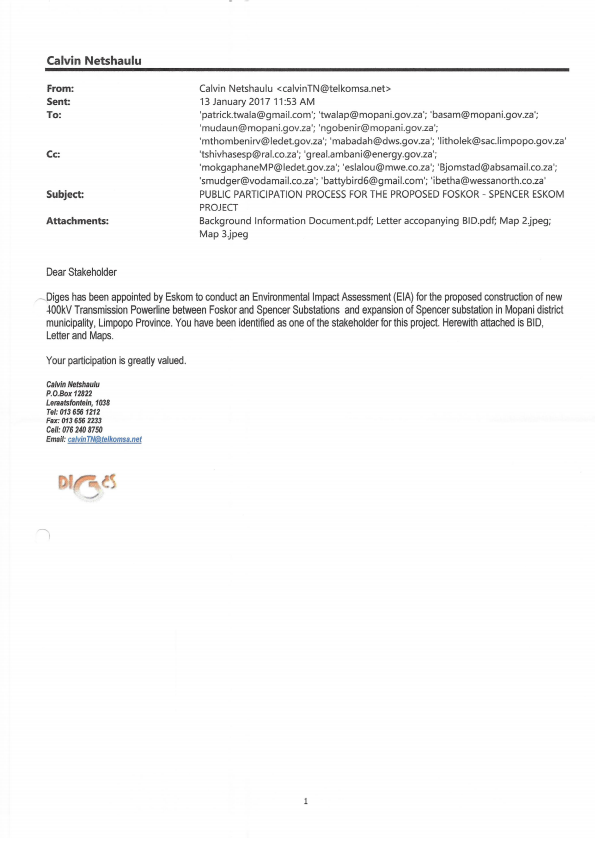 Calvin Netshaulu
From: Calvin Netshaulu <calvinTN@telkomsa.net>
Sent: 13 January 2017 11:53 AM
To: 'patrick.twala@gmail.com'; 'twalap@mopani.gov.za'; 'basam@mopani.gov.za';
'mudaun@mopani.gov.za'; 'ngobenir@mopani.gov.za';
'mthombenirv@ledet.gov.za'; 'mabadah@dws.gov.za'; 'litholek@sac.limpopo.gov.za'
Cc: 'tshivhasesp@ral.co.za'; 'greal.ambani@energy.gov.za';
'mokgaphaneMP@ledet.gov.za'; 'eslalou@mwe.co.za'; 'Bjomstad@absamail.co.za';
'smudger@vodamail.co.za'; 'battybird6@gmail.com'; 'ibetha@wessanorth.co.za'
Subject: PUBLIC PARTICIPATION PROCESS FOR THE PROPOSED FOSKOR - SPENCER ESKOM
PROJECT
Attachments: Background Information Document.pdf; Letter accopanying BID.pdf; Map 2.jpeg;
Map 3.jpeg
Dear Stakeholder
Diges has been appointed by Eskom to conduct an Environmental Impact Assessment (EIA) for the proposed construction of new
400kV Transmission Powerline between Foskor and Spencer Substations and expansion of Spencer substation in Mopani district
municipality, Limpopo Province. You have been identified as one of the stakeholder for this project. Herewith attached is BID,
Letter and Maps.
Your participation is greatly valued.
Calvin Netshaulu
P.O.Box 12822
Leraatsfontein, 1038
Tel: 013 656 1212
Fax: 013 656 2233
Cell: 076 240 8750
Email: calvinTN@telkomsa.net
DIGES
1